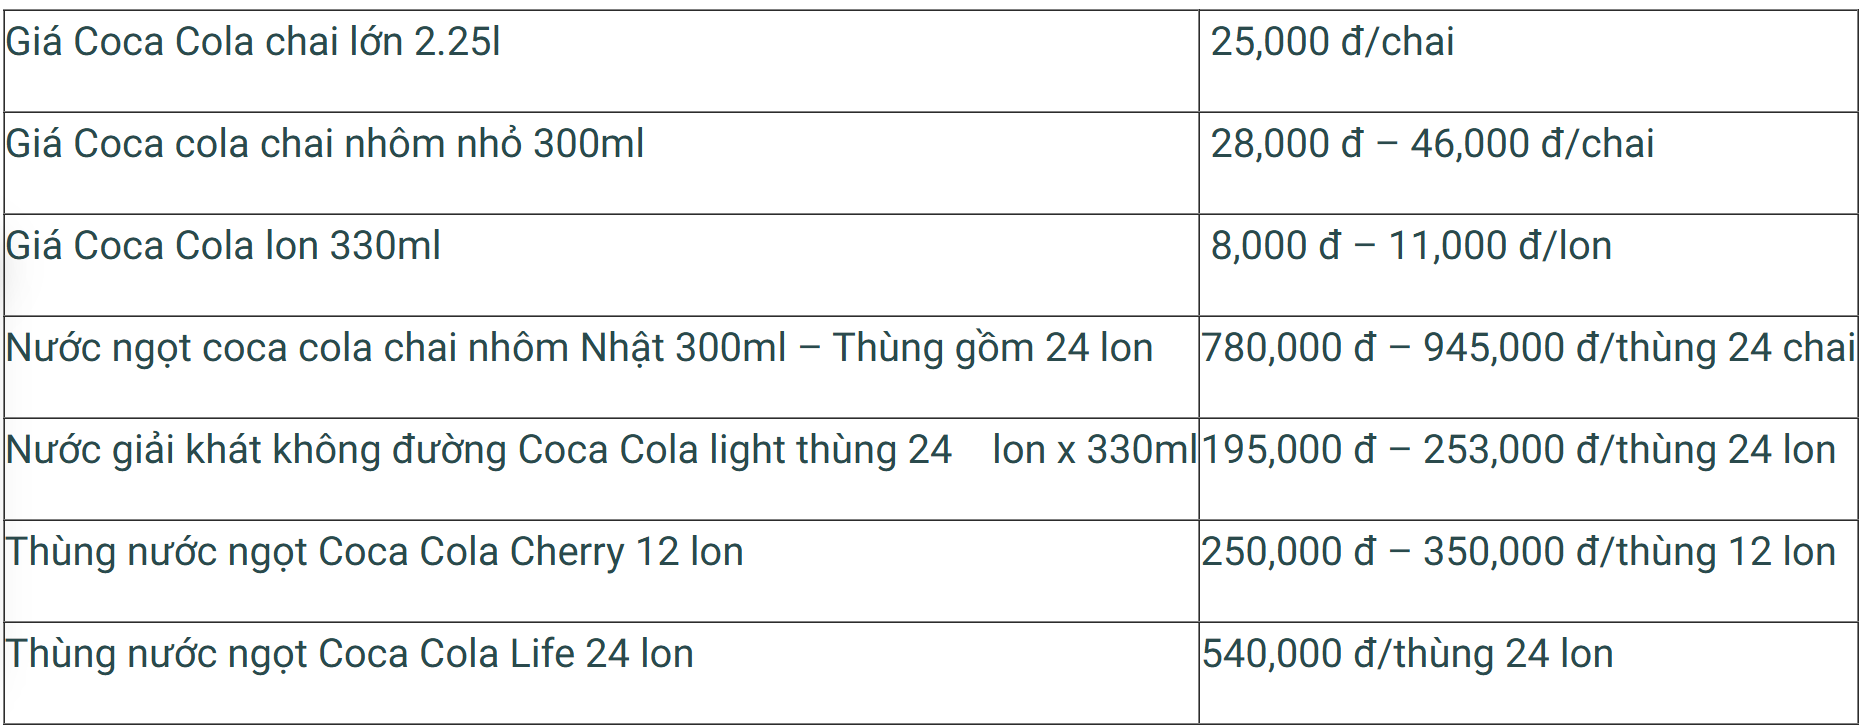 Giá Coca Cola chai lớn 2.25l 25,000 đ/chai
Giá Coca cola chai nhôm nhỏ 300ml 28,000 đ – 46,000 đ/chai
Giá Coca Cola lon 330ml 8,000 đ – 11,000 đ/lon
Nước ngọt coca cola chai nhôm Nhật 300ml – Thùng gồm 24 lon 780,000 đ – 945,000 đ/thùng 24 chai
Nước giải khát không đường Coca Cola light thùng 24 lon x 330ml 195,000 đ – 253,000 đ/thùng 24 lon
Thùng nước ngọt Coca Cola Cherry 12 lon 250,000 đ – 350,000 đ/thùng 12 lon
Thùng nước ngọt Coca Cola Life 24 lon 540,000 đ/thùng 24 lon